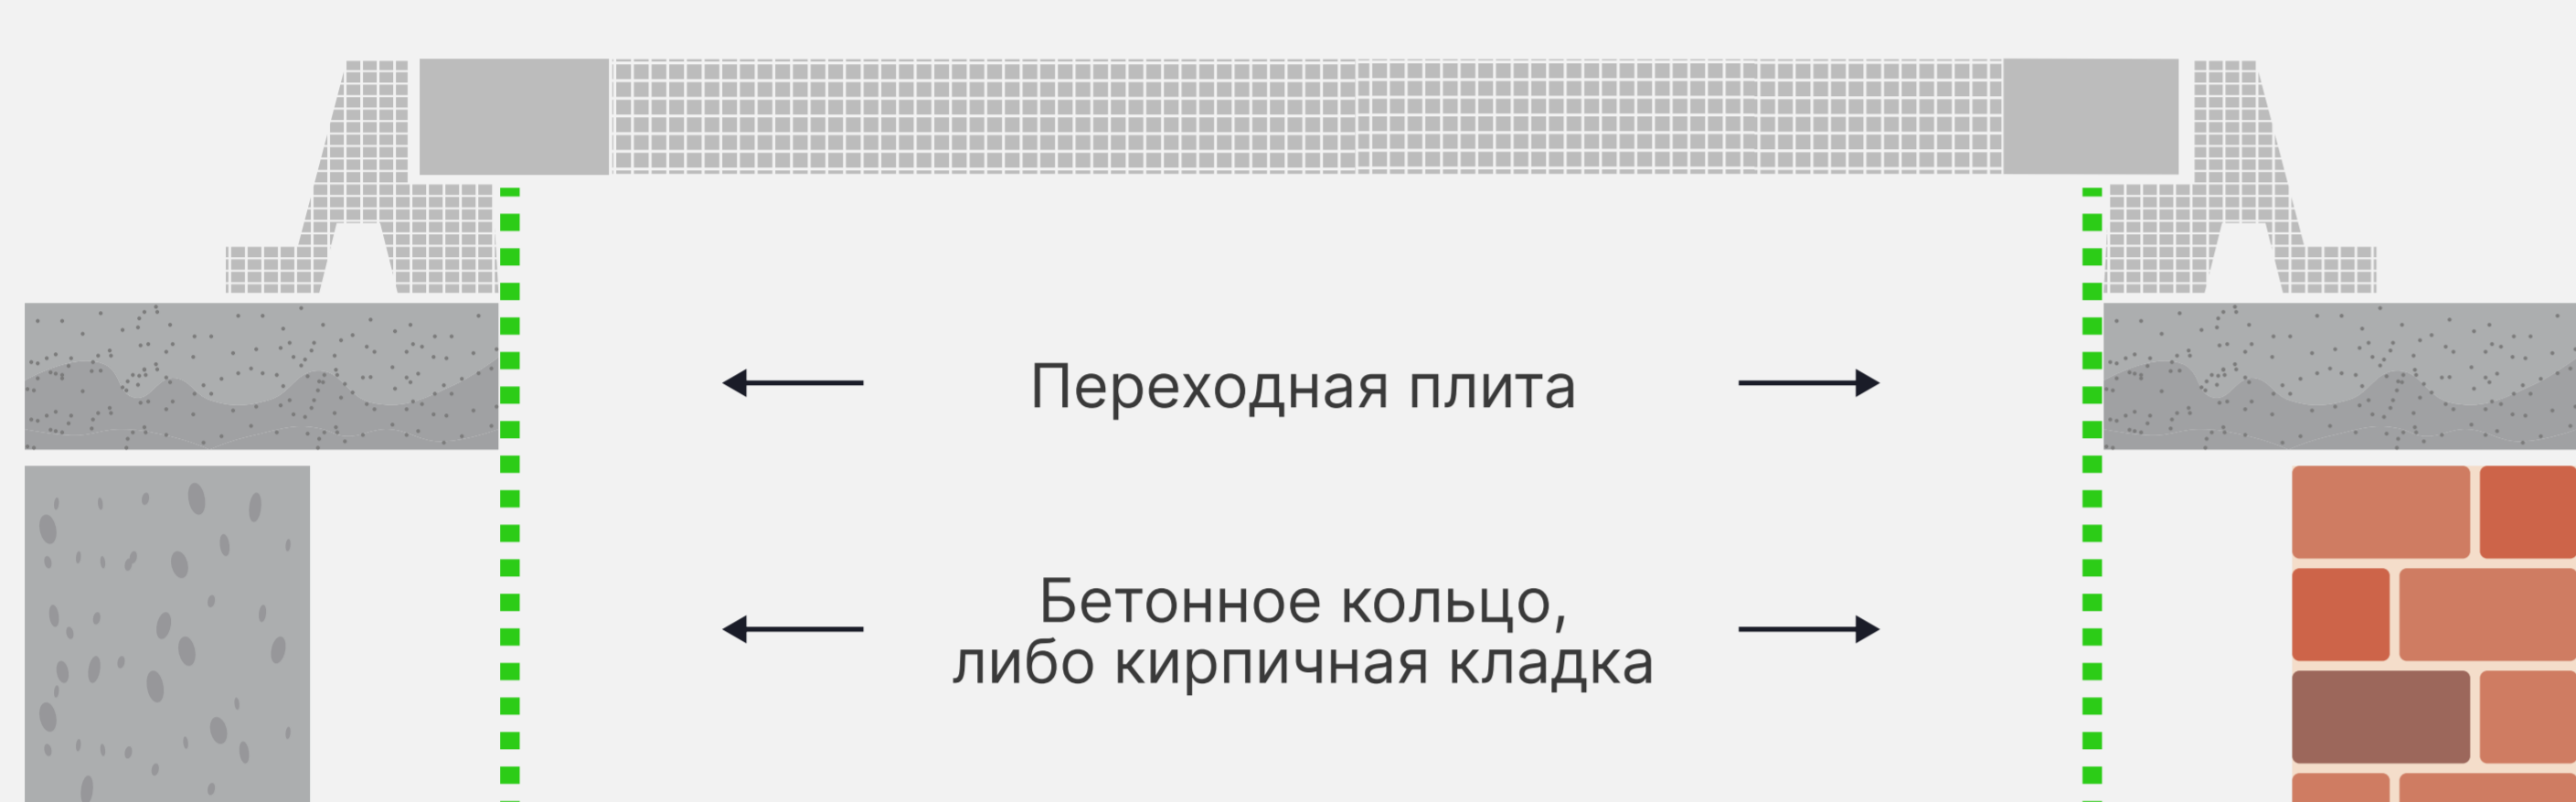 Переходная плита
Бетонное кольцо,
либо кирпичная кладка